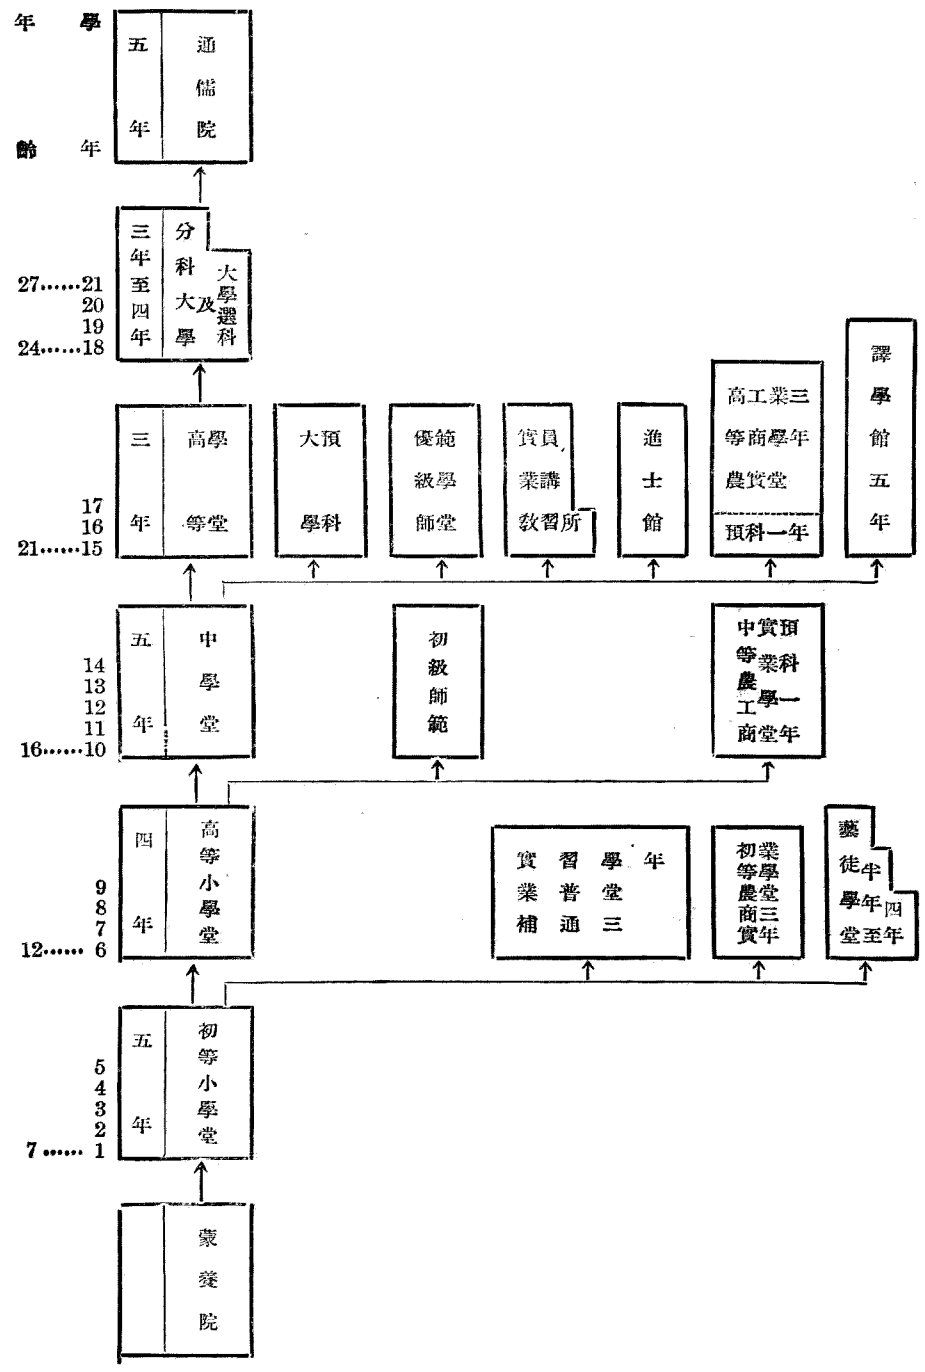 學年
年齡
五年
通儒院
三年至四年
分科大學
及
大學選科
27……21
20
19
24……18
三年
高等
學堂
17
16
21……15
大學
預科
優級師
範學堂
實業教
員講習
所
進士館
高等農
工商實
業學堂
三年
預科一年
譯學館五年
五年
中學堂
14
13
12
11
16……10
初級師範
中等農工商
實業學堂
預科一年
四年
高等小學堂
9
8
7
12……6
實業補
習普通
學堂三
年
初等農商實
業學堂三年
藝徒學堂
半年至
四年
五年
初等小學堂
5
4
3
2
7……1
蒙養院